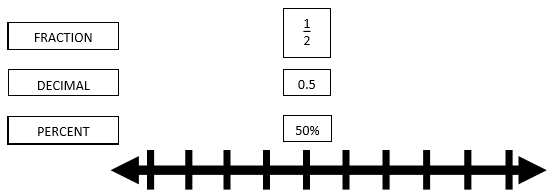 FRACTION
1
2
DECIMAL
0.5
PERCENT
50%